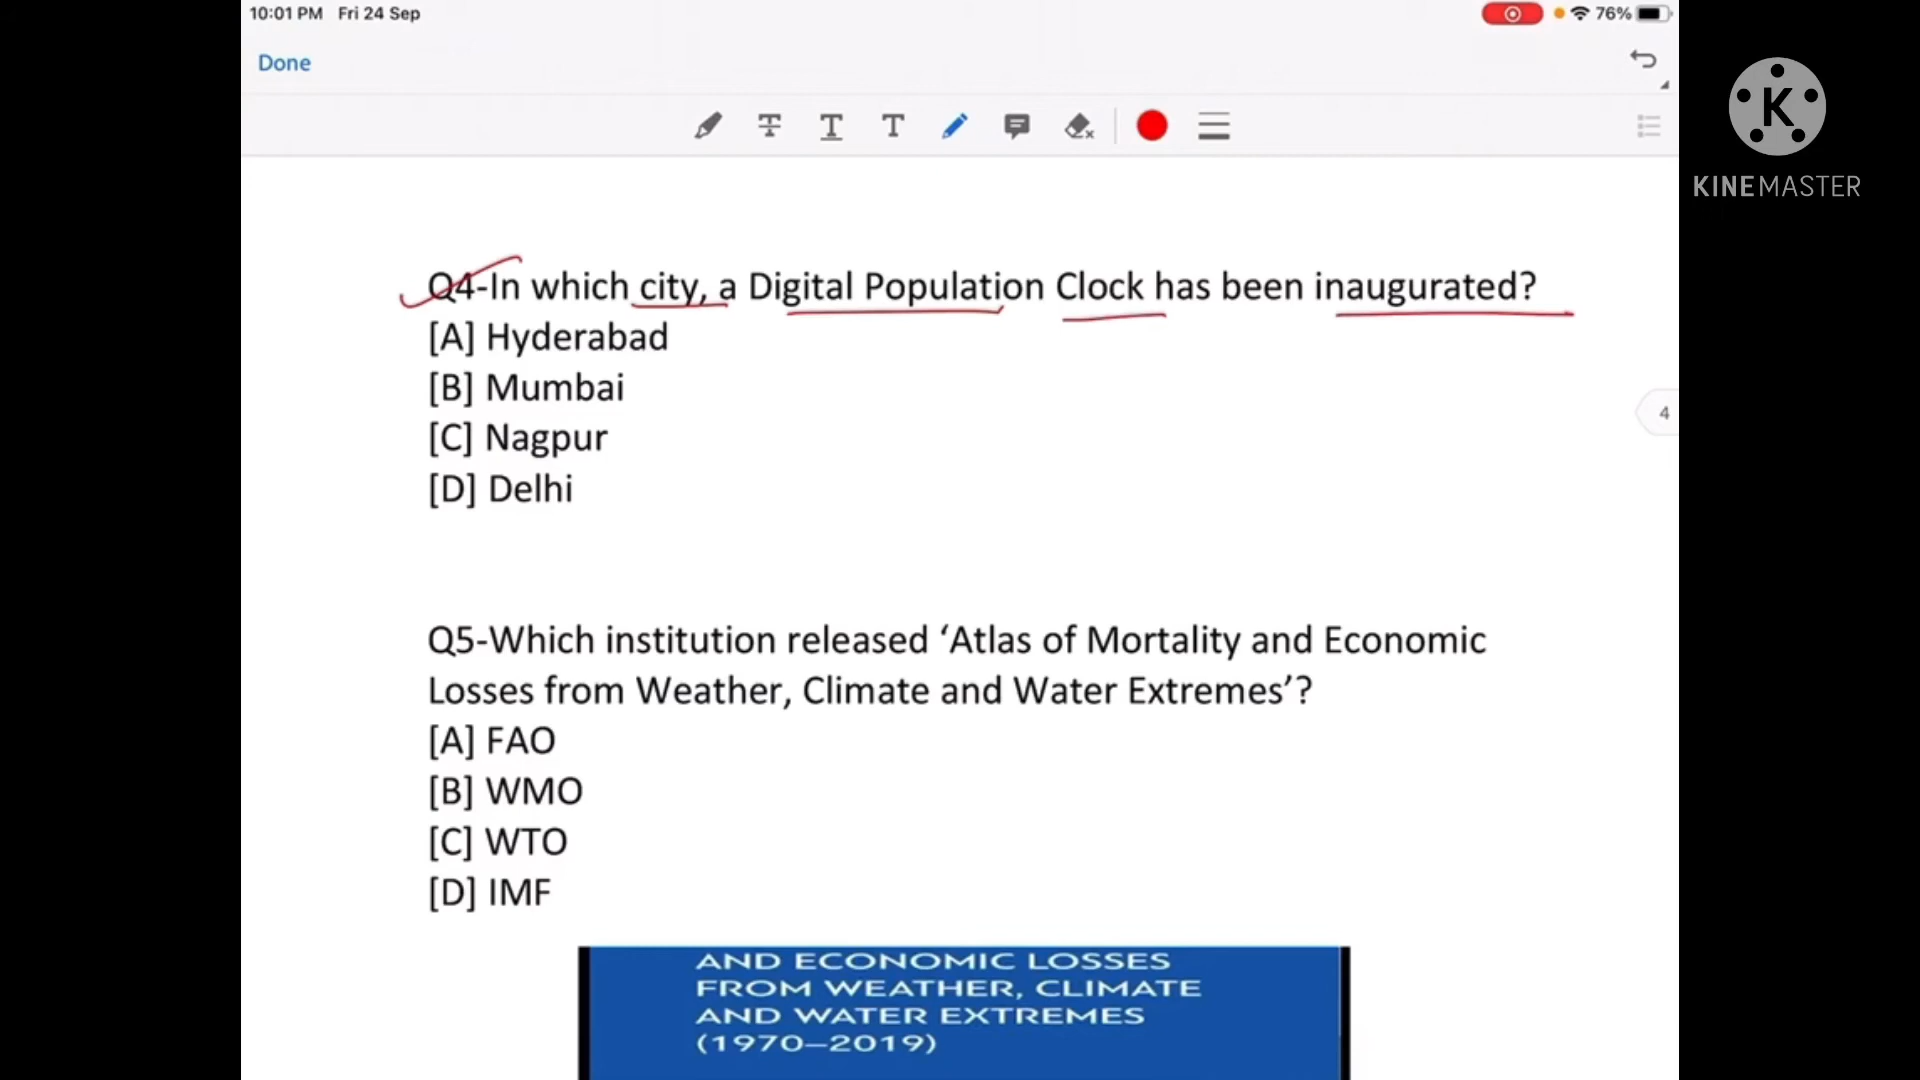 10:01 PM Fri 24 Sep
76%
Done
K
KINEMASTER
Q4-In which city, a Digital Population Clock has been inaugurated?
[A] Hyderabad
[B] Mumbai
[C] Nagpur
[D] Delhi
4
Q5-Which institution released ‘Atlas of Mortality and Economic
Losses from Weather, Climate and Water Extremes’?
[A] FAO
[B] WMO
[C] WTO
[D] IMF
AND ECONOMIC LOSSES
FROM WEATHER, CLIMATE
AND WATER EXTREMES
(1970–2019)